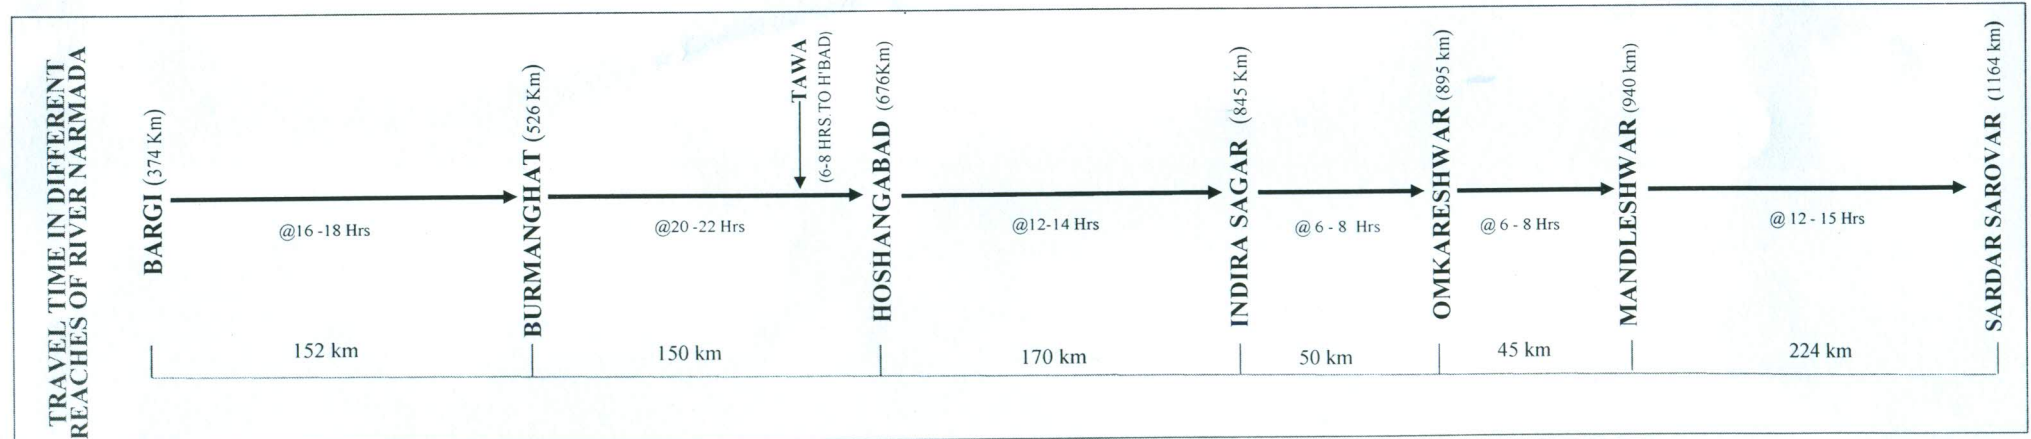 TRAVEL TIME IN DIFFERENT
REACHES OF RIVER NARMADA
BARGI (374 Km)
@16 -18 Hrs
BURMANGHAT (526 Km)
@20 -22 Hrs
TAWA
(6-8 HRS.TO H'BAD)
HOSHANGABAD (676Km)
@12-14 Hrs
INDIRA SAGAR (845 Km)
@ 6 - 8 Hrs
OMKARESHWAR (895 km)
@ 6 - 8 Hrs
MANDLESHWAR (940 km)
@ 12 - 15 Hrs
SARDAR SAROVAR (1164 km)
152 km
150 km
170 km
50 km
45 km
224 km